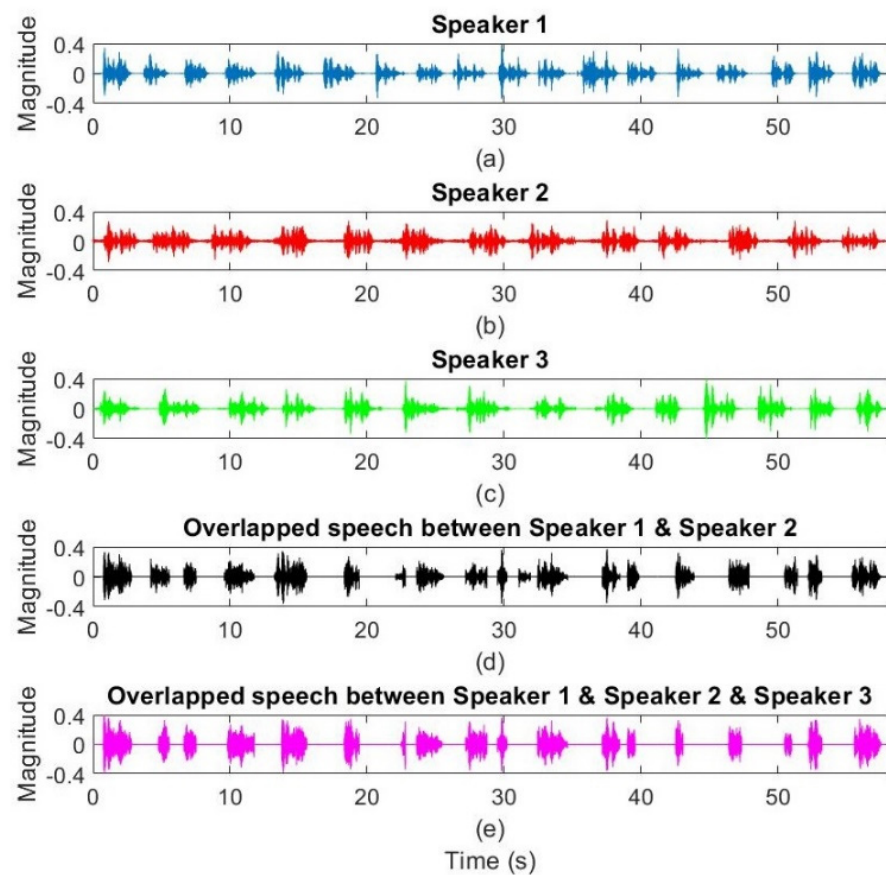 Speaker 1
Magnitude
0.4
0
-0.4
0 10 20 30 40 50
(a)
Speaker 2
Magnitude
0.4
0
-0.4
0 10 20 30 40 50
(b)
Speaker 3
Magnitude
0.4
0
-0.4
0 10 20 30 40 50
(c)
Overlapped speech between Speaker 1 & Speaker 2
Magnitude
0.4
0
-0.4
0 10 20 30 40 50
(d)
Overlapped speech between Speaker 1 & Speaker 2 & Speaker 3
Magnitude
0.4
0
-0.4
0 10 20 30 40 50
(e)
Time (s)